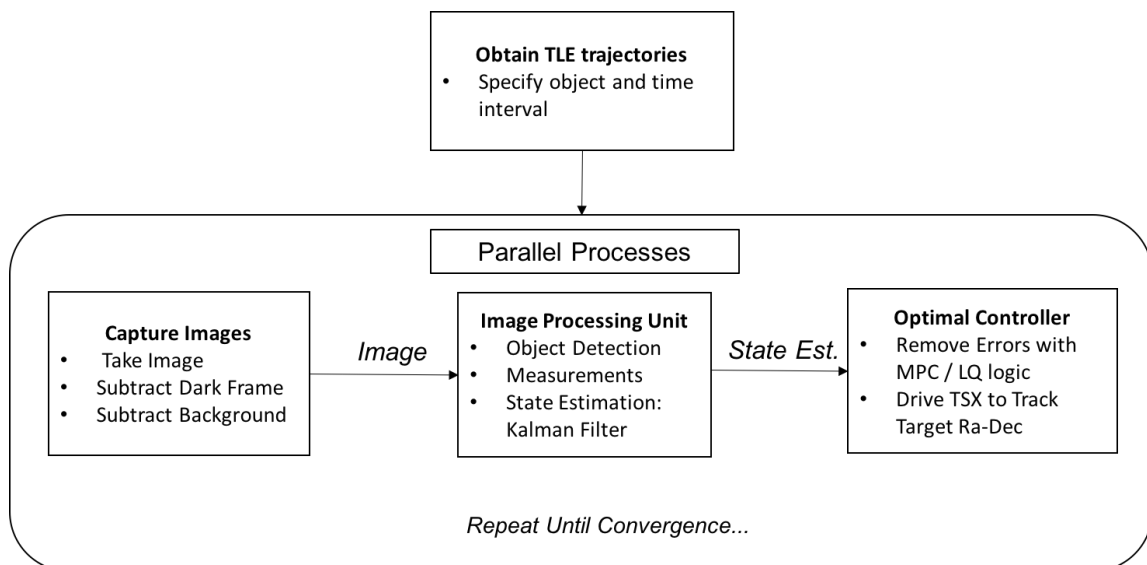 Obtain TLE trajectories
• Specify object and time
interval
Parallel Processes
Capture Images
• Take Image
• Subtract Dark Frame
• Subtract Background
Image
Image Processing Unit
• Object Detection
• Measurements
• State Estimation:
Kalman Filter
State Est.
Optimal Controller
• Remove Errors with
MPC / LQ logic
• Drive TSX to Track
Target Ra-Dec
Repeat Until Convergence...